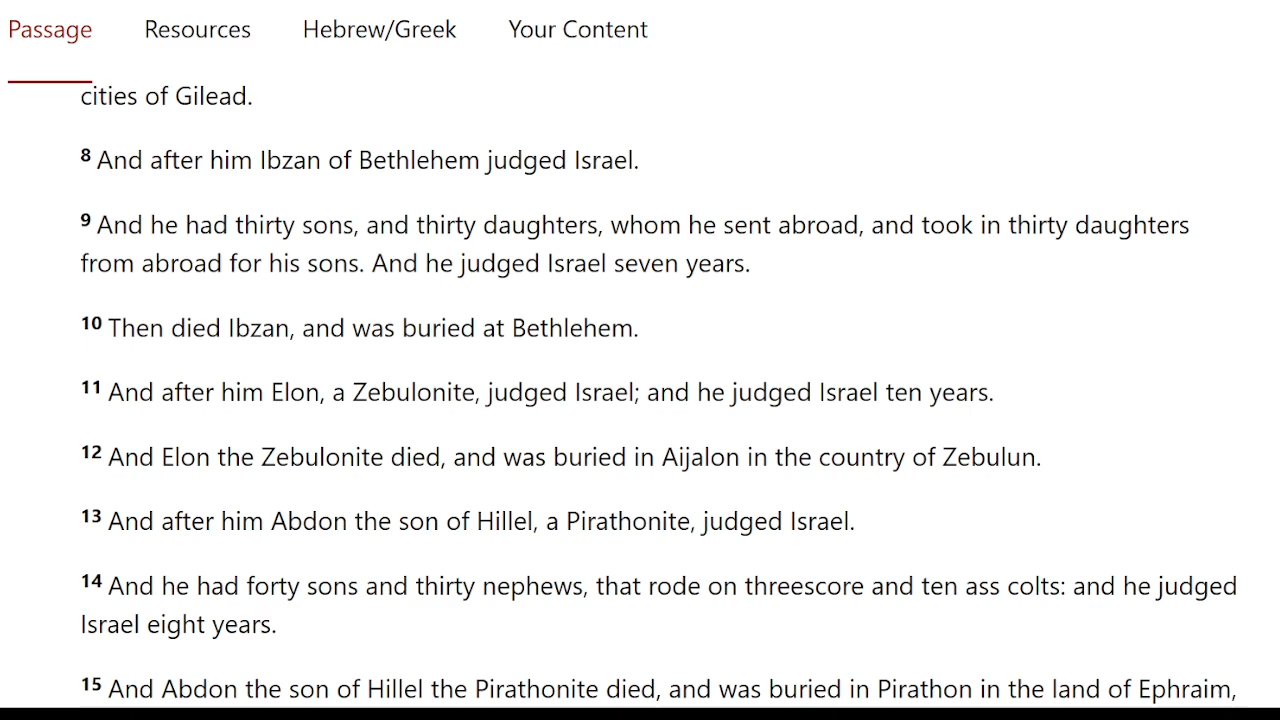 Passage Resources Hebrew/Greek Your Content
cities of Gilead.
8 And after him Ibzan of Bethlehem judged Israel.
9 And he had thirty sons, and thirty daughters, whom he sent abroad, and took in thirty daughters
from abroad for his sons. And he judged Israel seven years.
10 Then died Ibzan, and was buried at Bethlehem.
11 And after him Elon, a Zebulonite, judged Israel; and he judged Israel ten years.
12 And Elon the Zebulonite died, and was buried in Aijalon in the country of Zebulun.
13 And after him Abdon the son of Hillel, a Pirathonite, judged Israel.
14 And he had forty sons and thirty nephews, that rode on threescore and ten ass colts: and he judged
Israel eight years.
15 And Abdon the son of Hillel the Pirathonite died, and was buried in Pirathon in the land of Ephraim,